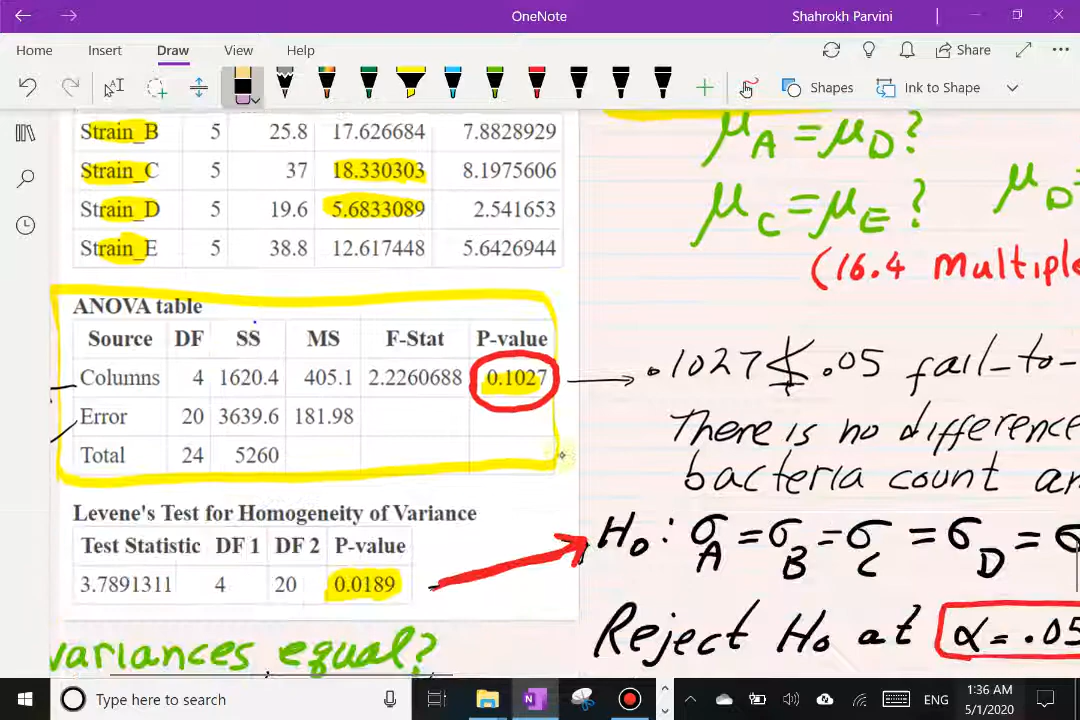 OneNote
Shahrokh Parvini
Home Insert Draw View Help
Share
Shapes
Ink to Shape
Strain_B 5 25.8 17.626684 7.8828929
Strain_C 5 37 18.330303 8.1975606
Strain_D 5 19.6 5.6833089 2.541653
Strain_E 5 38.8 12.617448 5.6426944
μA = μD?
μC = μE? μD=
(16.4 Multiple
ANOVA table
Source DF SS MS F-Stat P-value
Columns 4 1620.4 405.1 2.2260688 0.1027
Error 20 3639.6 181.98
Total 24 5260
.1027 ≮ .05 fail-to-
There is no difference
bacteria count
Levene's Test for Homogeneity of Variance
Test Statistic DF 1 DF 2 P-value
3.7891311 4 20 0.0189
Ho: σA = σB = σC = σD = σ
Reject Ho at α = .05
variances equal?
Type here to search
ENG
1:36 AM
5/1/2020